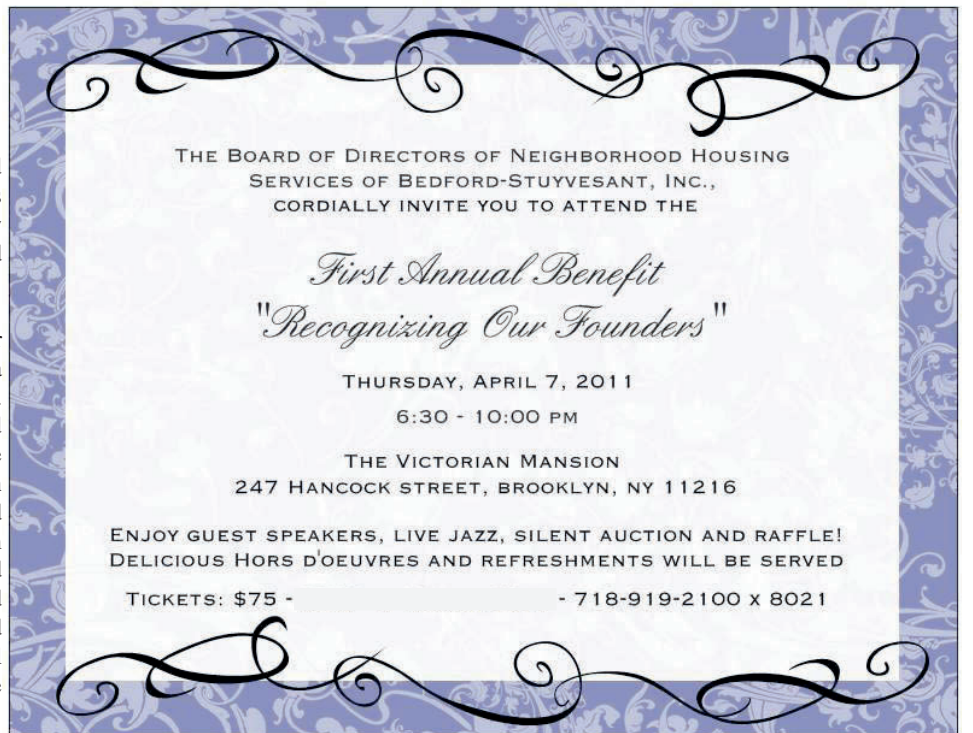 The Board of Directors of Neighborhood Housing
Services of Bedford-Stuyvesant, Inc.,
cordially invite you to attend the
First Annual Benefit
"Recognizing Our Founders"
Thursday, April 7, 2011
6:30 - 10:00 pm
The Victorian Mansion
247 Hancock street, brooklyn, ny 11216
Enjoy guest speakers, live jazz, silent auction and raffle!
Delicious Hors d'oeuvres and refreshments will be served
Tickets: $75 - - 718-919-2100 x 8021